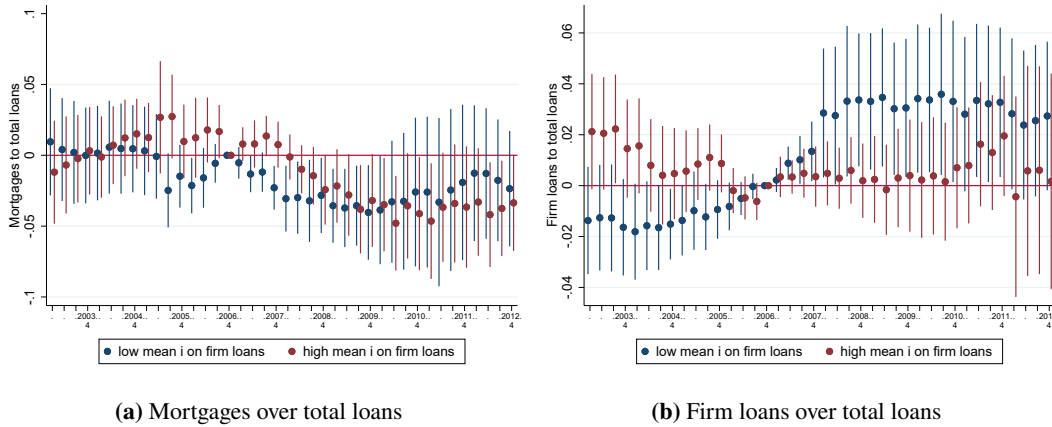 Mortgages to total loans
.1
.05
0
-.05
-.1
. . .2003. . . .2004. . . .2005. . . .2006. . . .2007. . . .2008. . . .2009. . . .2010. . . .2011. . . .2012.
4 4 4 4 4 4 4 4 4 4
low mean i on firm loans high mean i on firm loans
(a) Mortgages over total loans
Firm loans to total loans
.06
.04
.02
0
-.02
-.04
. . .2003. . . .2004. . . .2005. . . .2006. . . .2007. . . .2008. . . .2009. . . .2010. . . .2011. . . .201
4 4 4 4 4 4 4 4 4 4
low mean i on firm loans high mean i on firm loans
(b) Firm loans over total loans